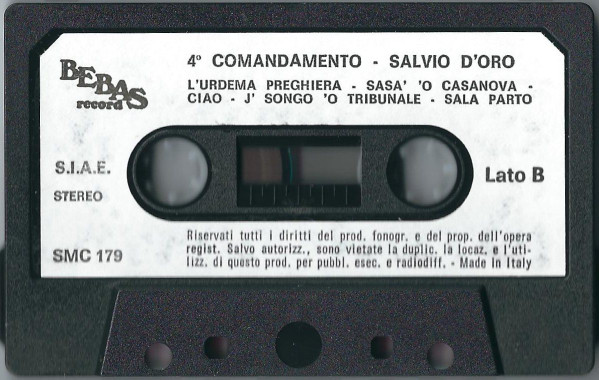 4° COMANDAMENTO - SALVIO D'ORO
BEBAS
record
L'URDEMA PREGHIERA - SASA' 'O CASANOVA -
CIAO - J' SONGO 'O TRIBUNALE - SALA PARTO
S.I.A.E.
STEREO
Lato B
SMC 179
Riservati tutti i diritti del prod. fonogr. e del prop. dell'opera
regist. Salvo autorizz., sono vietate la duplic. la locaz. e l'uti-
lizz. di questo prod. per pubbl. esec. e radiodiff. - Made in Italy